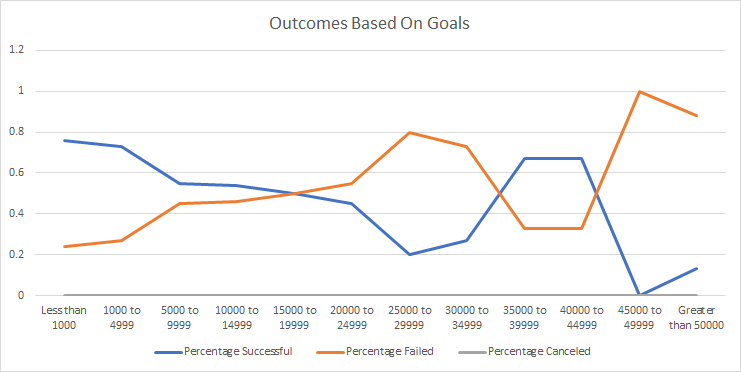 Outcomes Based On Goals
1.2
1
0.8
0.6
0.4
0.2
0
Less than 1000 to 5000 to 10000 to 15000 to 20000 to 25000 to 30000 to 35000 to 40000 to 45000 to Greater
1000 4999 9999 14999 19999 24999 29999 34999 39999 44999 49999 than 50000
Percentage Successful Percentage Failed Percentage Canceled